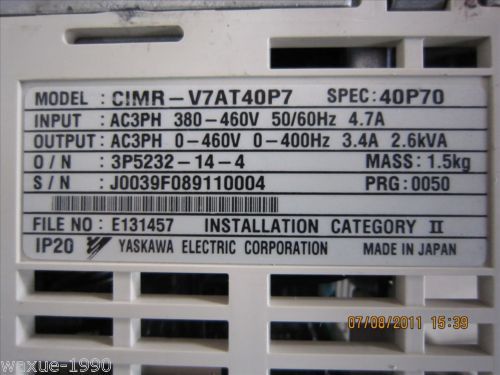 MODEL : CIMR-V7AT40P7 SPEC: 40P70
INPUT : AC3PH 380-460V 50/60Hz 4.7A
OUTPUT : AC3PH 0-460V 0-400Hz 3.4A 2.6kVA
O / N : 3P5232-14-4 MASS: 1.5kg
S / N : J0039F089110004 PRG: 0050
FILE NO : E131457 INSTALLATION CATEGORY II
IP20 YASKAWA ELECTRIC CORPORATION MADE IN JAPAN
07/08/2011 15:39
waxue-1990